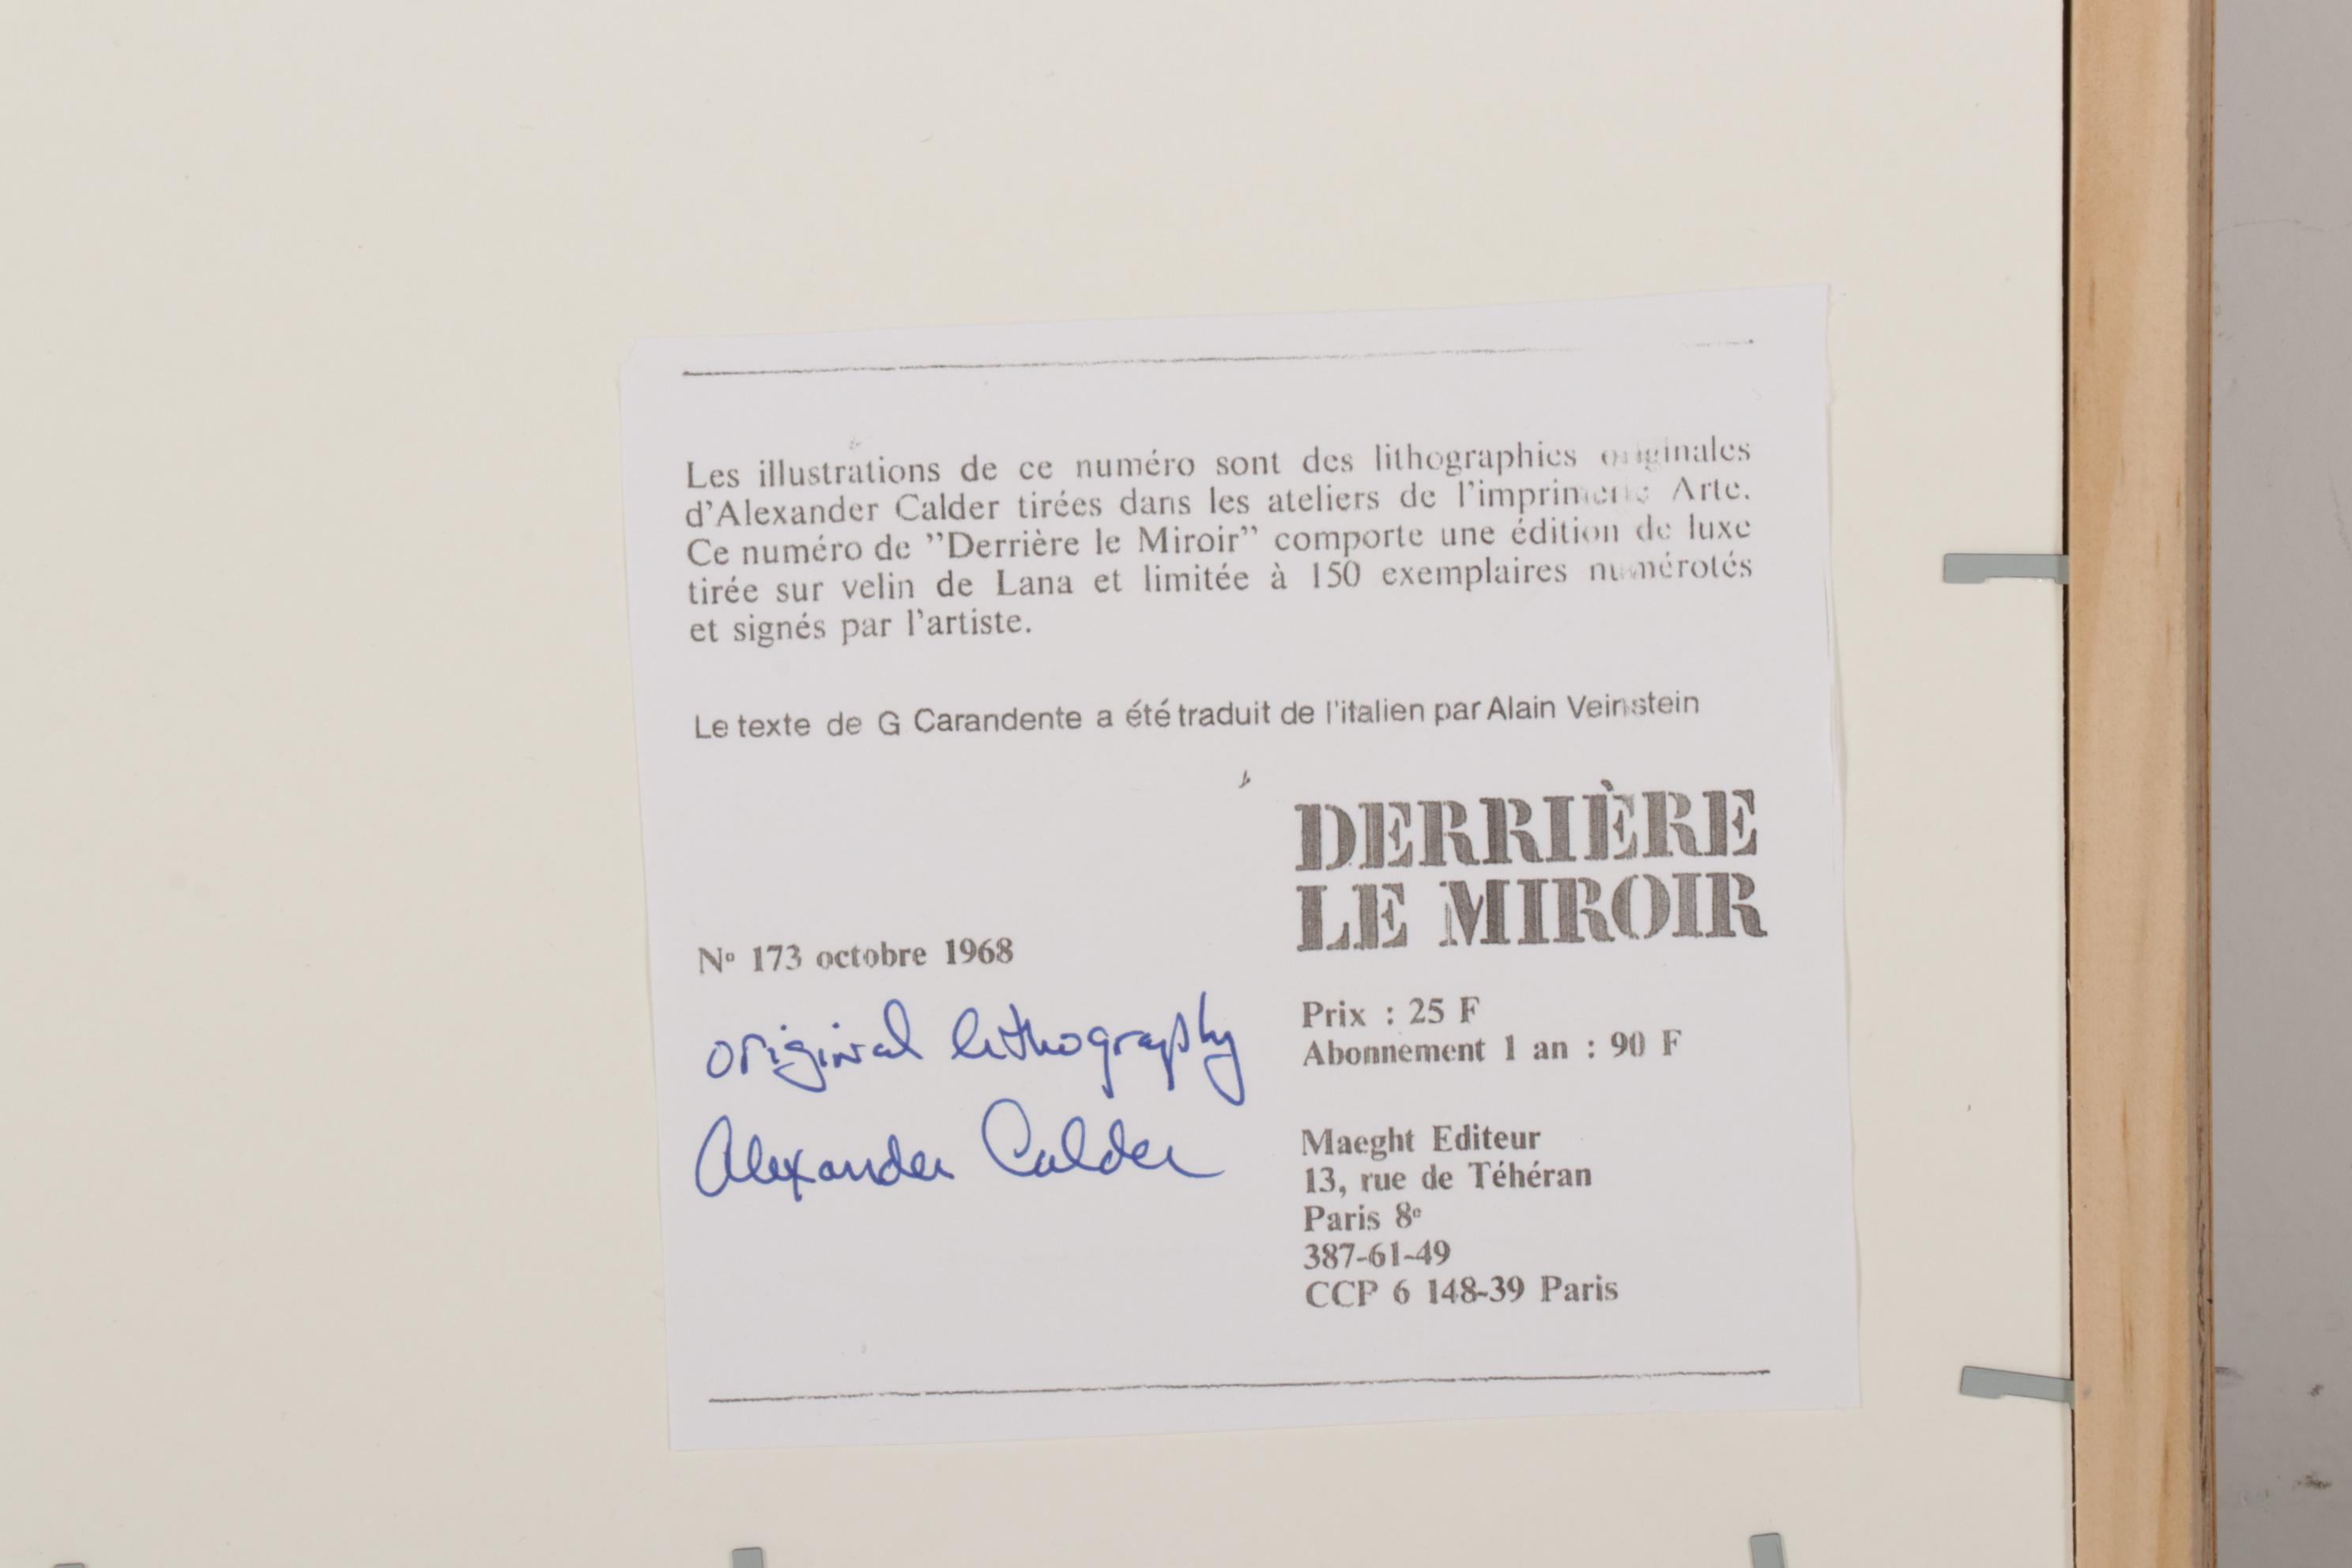 Les illustrations de ce numéro sont des lithographies originales
d'Alexander Calder tirées dans les ateliers de l'imprimerie Arte.
Ce numéro de ”Derrière le Miroir” comporte une édition de luxe
tirée sur velin de Lana et limitée à 150 exemplaires numérotés
et signés par l'artiste.
Le texte de G Carandente a été traduit de l'italien par Alain Veinstein
DERRIÈRE
LE MIROIR
Nº 173 octobre 1968
original lithography
Alexander Calder
Prix : 25 F
Abonnement 1 an : 90 F
Maeght Editeur
13, rue de Téhéran
Paris 8e
387-61-49
CCP 6 148-39 Paris